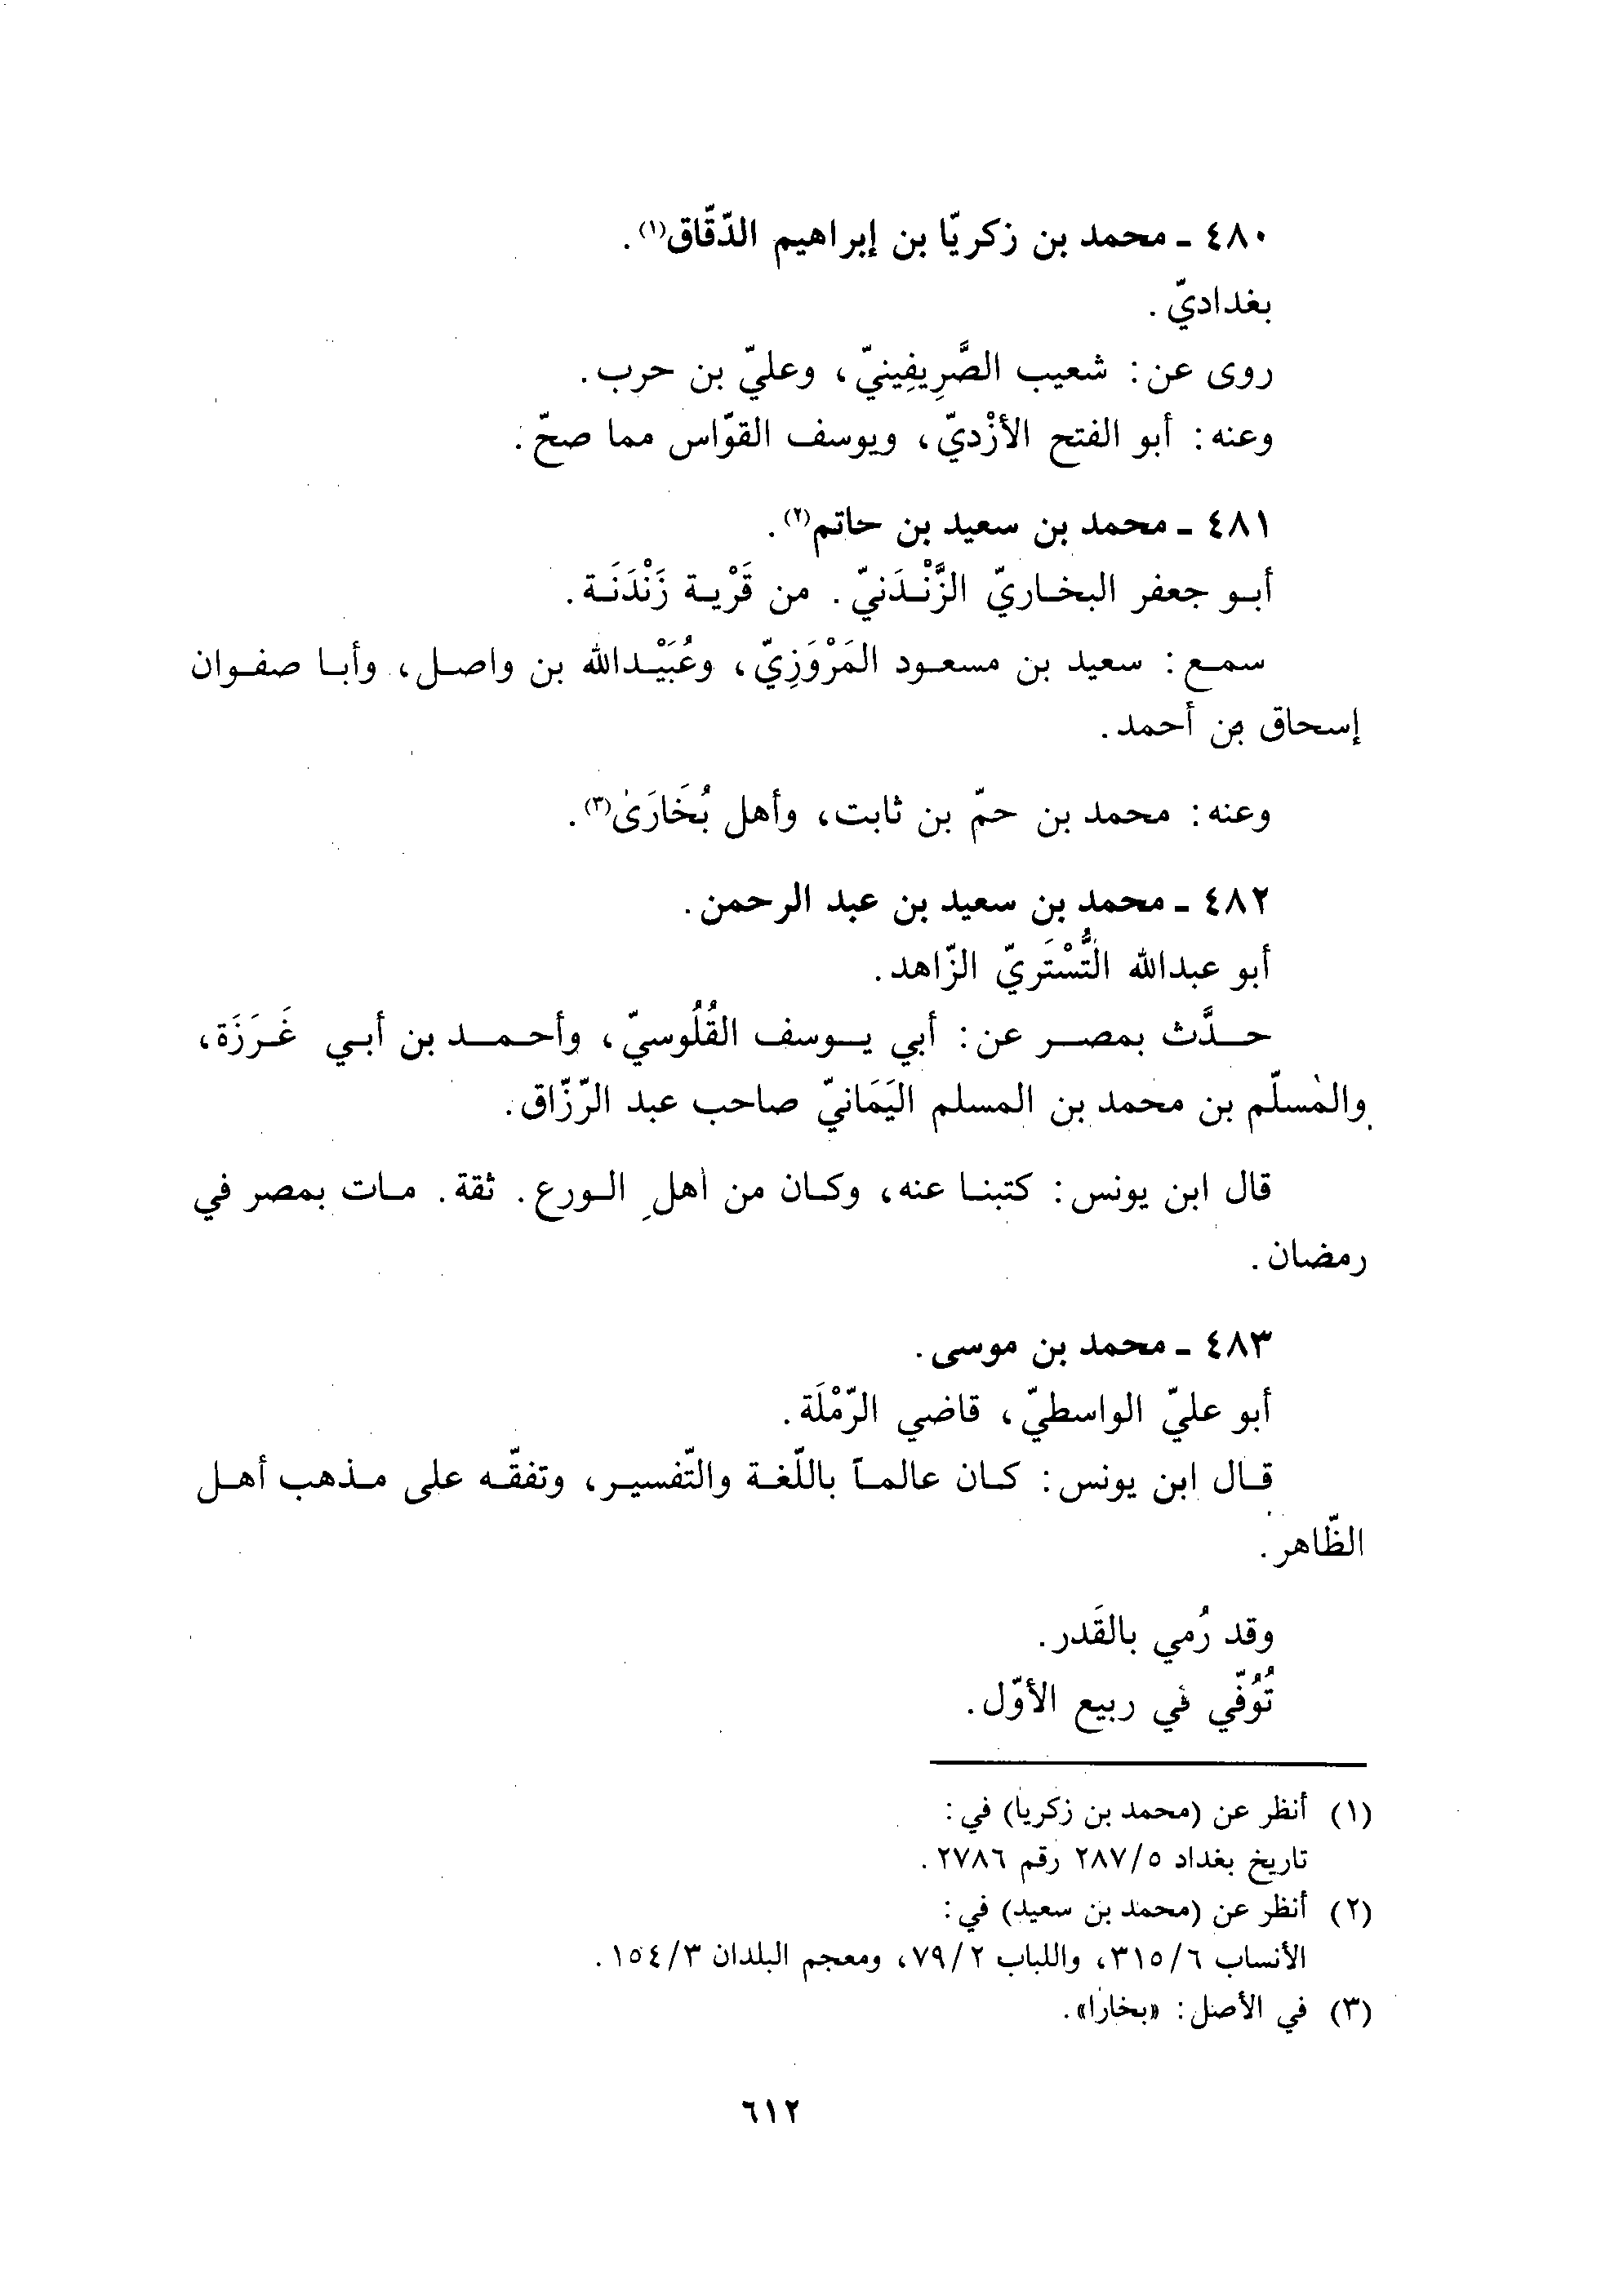 ٤٨٠ ـ محمد بن زكريّا بن إبراهيم الدّقّاق(١).
بغداديّ.
روى عن: شعيب الصَّرِيفِينيّ، وعليّ بن حرب.
وعنه: أبو الفتح الأزْديّ، ويوسف القوّاس مما صحّ.
٤٨١ ـ محمد بن سعيد بن حاتم(٢).
أبو جعفر البخاريّ الزَّنْدَنيّ. من قَرْية زَنْدَنَة.
سمع: سعيد بن مسعود المَرْوَزِيّ، وعُبَيْدالله بن واصل، وأبا صفوان
إسحاق بن أحمد.
وعنه: محمد بن حمّ بن ثابت، وأهل بُخَارَىٰ(٣).
٤٨٢ ـ محمد بن سعيد بن عبد الرحمن.
أبو عبدالله التُّسْتَريّ الزّاهد.
حدَّث بمصر عن: أبي يوسف القُلُوسيّ، وأحمد بن أبي غَرَزَة،
والمُسلّم بن محمد بن المسلم اليَمَانيّ صاحب عبد الرّزّاق.
قال ابن يونس: كتبنا عنه، وكان من أهل الورع. ثقة. مات بمصر في
رمضان.
٤٨٣ ـ محمد بن موسى.
أبو عليّ الواسطيّ، قاضي الرّمْلَة.
قال ابن يونس: كان عالماً باللّغة والتّفسير، وتفقّه على مذهب أهل
الظّاهر.
وقد رُمي بالقَدر.
تُوُفّي في ربيع الأوّل.
(١) أنظر عن (محمد بن زكريا) في:
تاريخ بغداد ٢٨٧/٥ رقم ٢٧٨٦.
(٢) أنظر عن (محمد بن سعيد) في:
الأنساب ٣١٥/٦، واللباب ٧٩/٢، ومعجم البلدان ١٥٤/٣.
(٣) في الأصل: «بخارا».
٦١٢